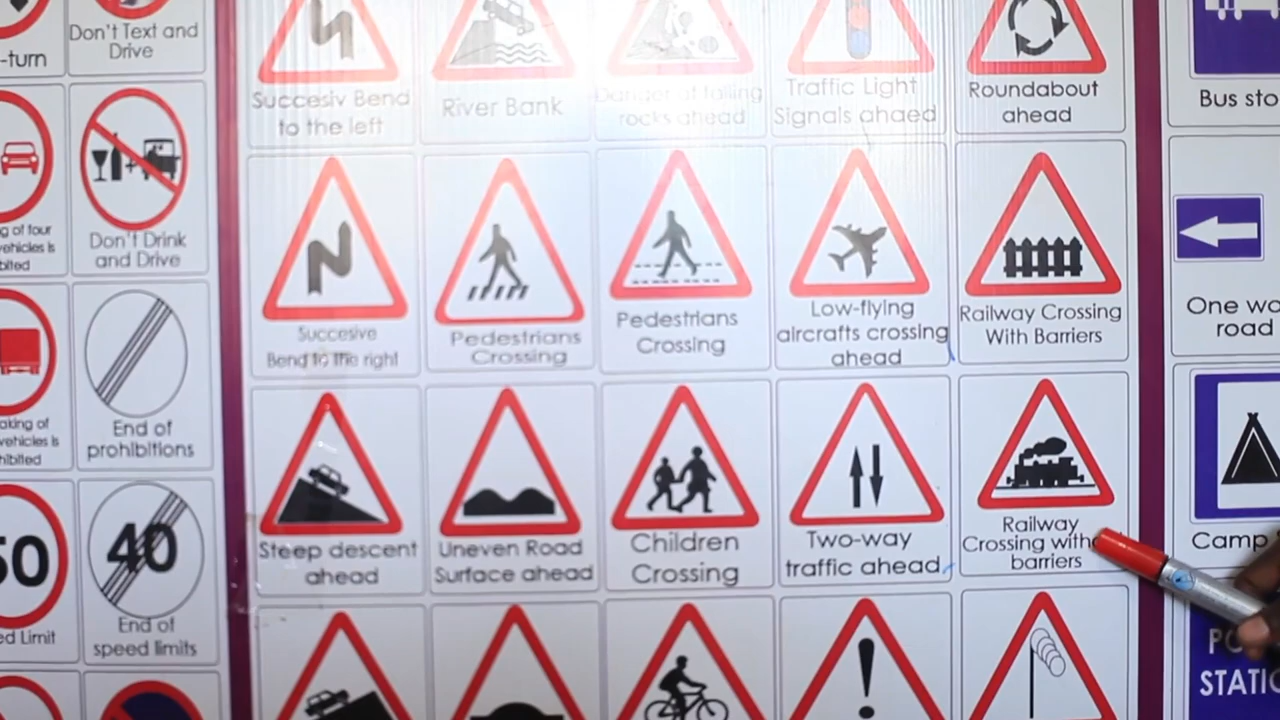 -turn
Don't Text and
Drive
Succesiv Bend
to the left
River Bank
Danger of falling
rocks ahead
Traffic Light
Signals ahaed
Roundabout
ahead
Bus sto
g of four
vehicles is
bited
Don't Drink
and Drive
Succesive
Bend to the right
Pedestrians
Crossing
Pedestrians
Crossing
Low-flying
aircrafts crossing
ahead
Railway Crossing
With Barriers
One wa
road
aking of
vehicles is
hibited
End of
prohibitions
Steep descent
ahead
Uneven Road
Surface ahead
Children
Crossing
Two-way
traffic ahead
Railway
Crossing witho
barriers
Camp
50
ed Limit
40
End of
speed limits
PO
STATIO